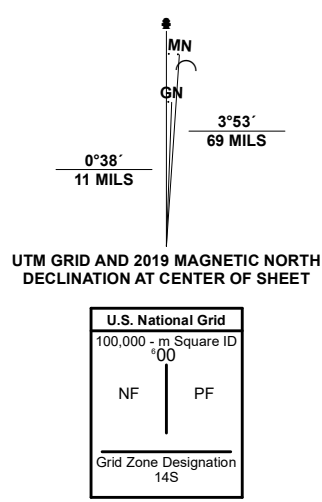 MN
GN
3°53´
69 MILS
0°38´
11 MILS
UTM GRID AND 2019 MAGNETIC NORTH
DECLINATION AT CENTER OF SHEET
U.S. National Grid
100,000 - m Square ID
⁶00
NF PF
Grid Zone Designation
14S